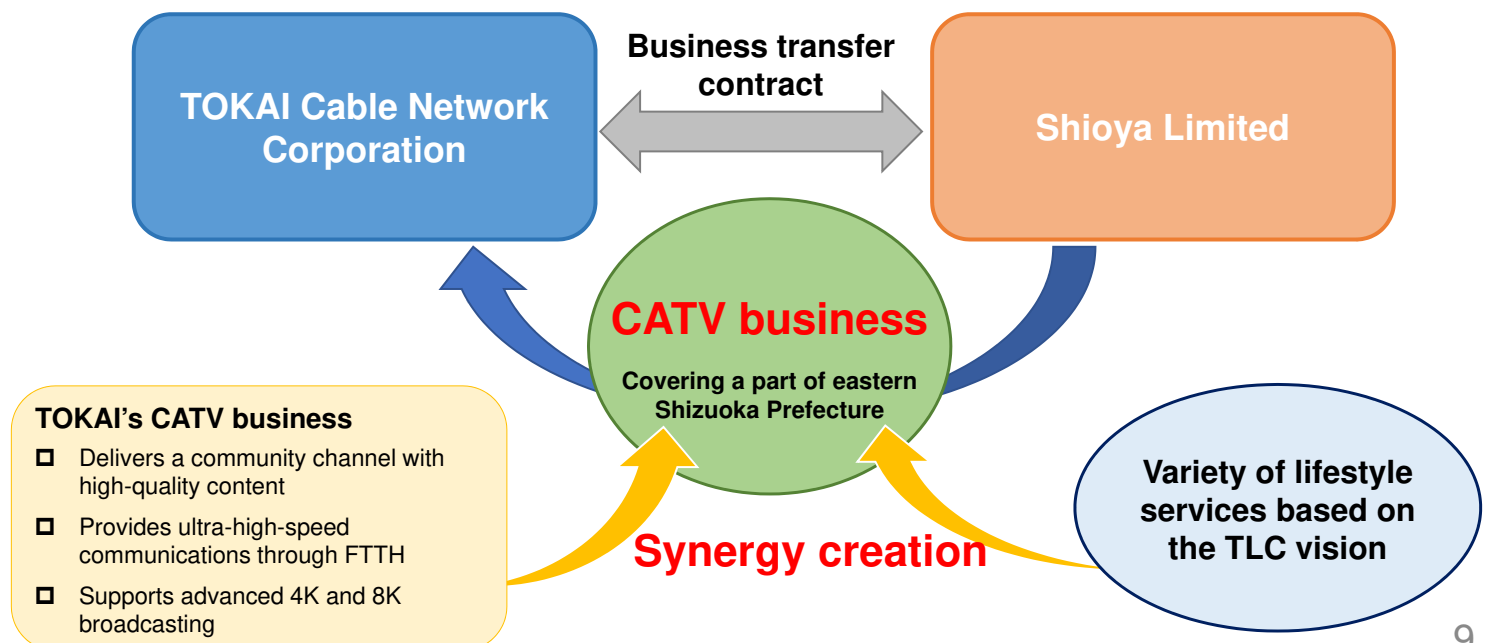 Business transfer
contract
TOKAI Cable Network
Corporation
Shioya Limited
CATV business
Covering a part of eastern
Shizuoka Prefecture
TOKAI’s CATV business
Delivers a community channel with
high-quality content
Provides ultra-high-speed
communications through FTTH
Supports advanced 4K and 8K
broadcasting
Synergy creation
Variety of lifestyle
services based on
the TLC vision
9